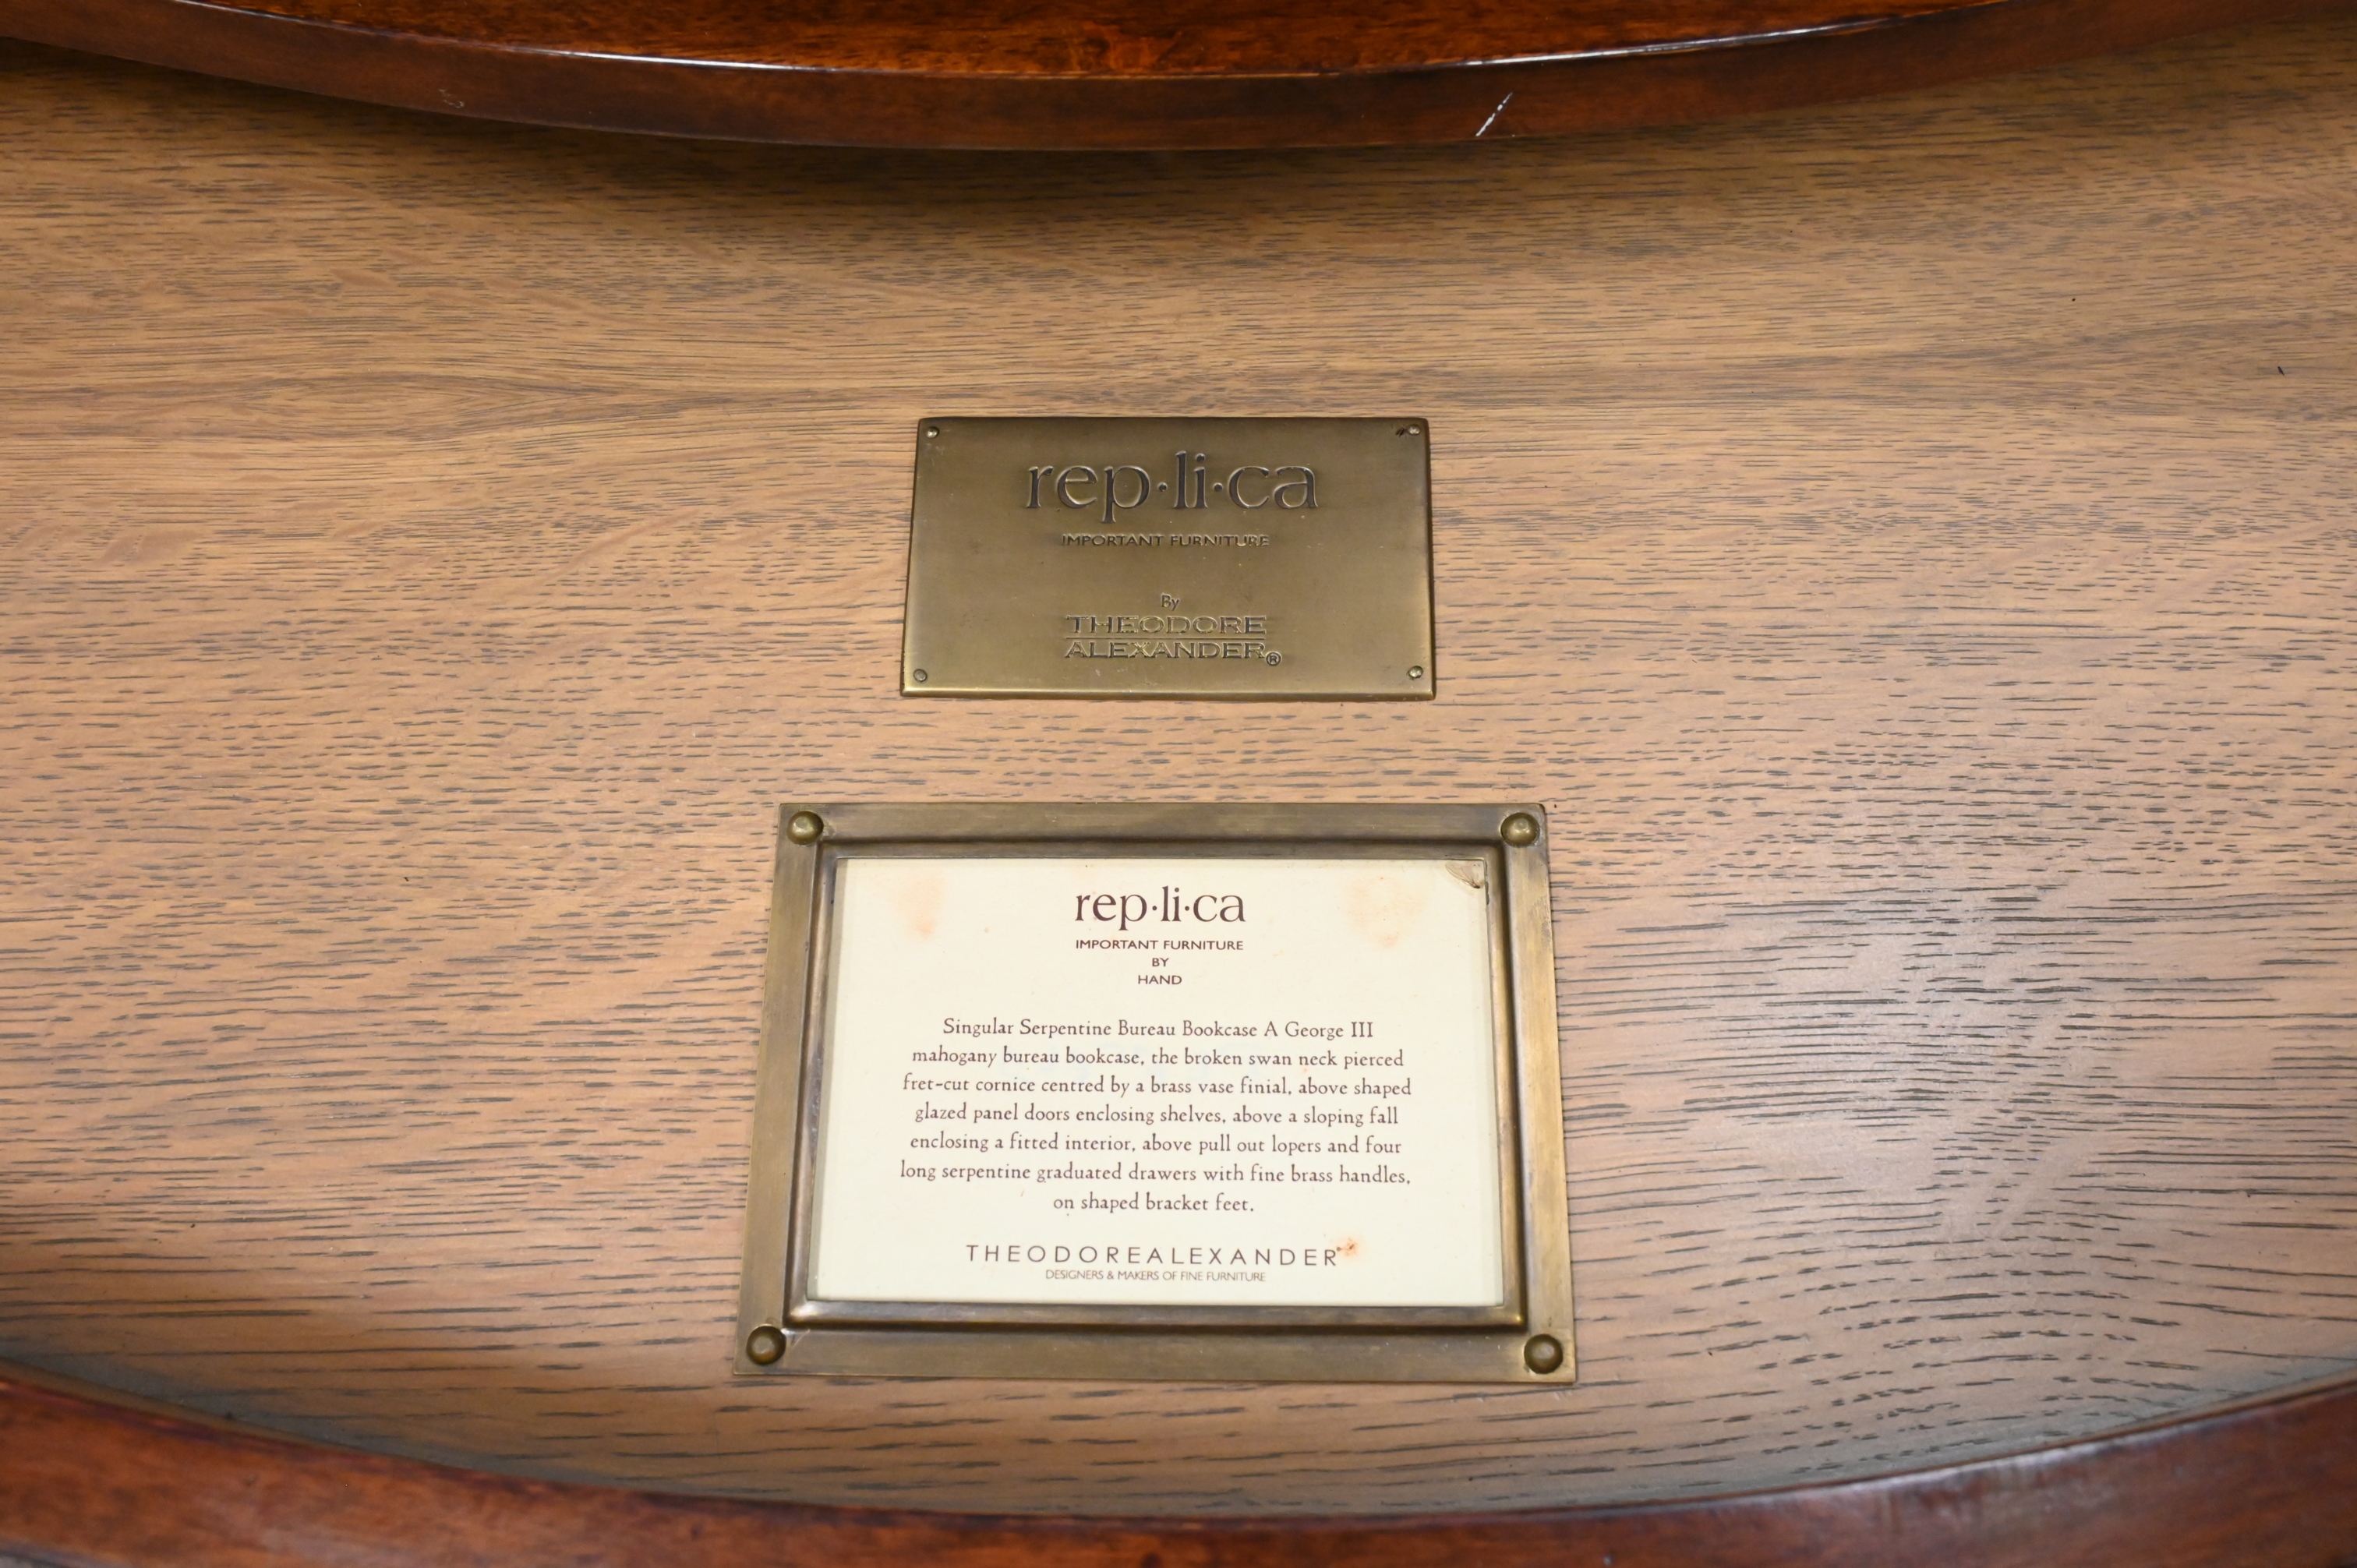 rep·li·ca
IMPORTANT FURNITURE
By
THEODORE
ALEXANDER®
rep·li·ca
IMPORTANT FURNITURE
BY
HAND
Singular Serpentine Bureau Bookcase A George III
mahogany bureau bookcase, the broken swan neck pierced
fret-cut cornice centred by a brass vase finial, above shaped
glazed panel doors enclosing shelves, above a sloping fall
enclosing a fitted interior, above pull out lopers and four
long serpentine graduated drawers with fine brass handles,
on shaped bracket feet.
THEODOREALEXANDER
DESIGNERS & MAKERS OF FINE FURNITURE